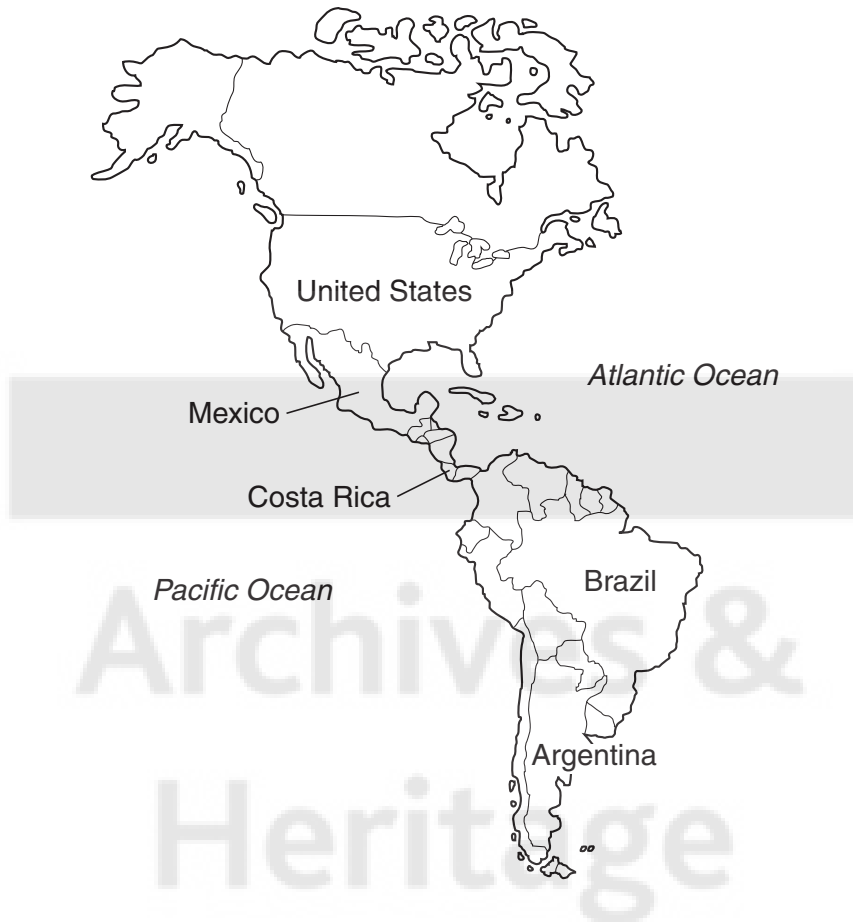 United States
Atlantic Ocean
Mexico
Costa Rica
Pacific Ocean
Brazil
Archives &
Argentina
Heritage